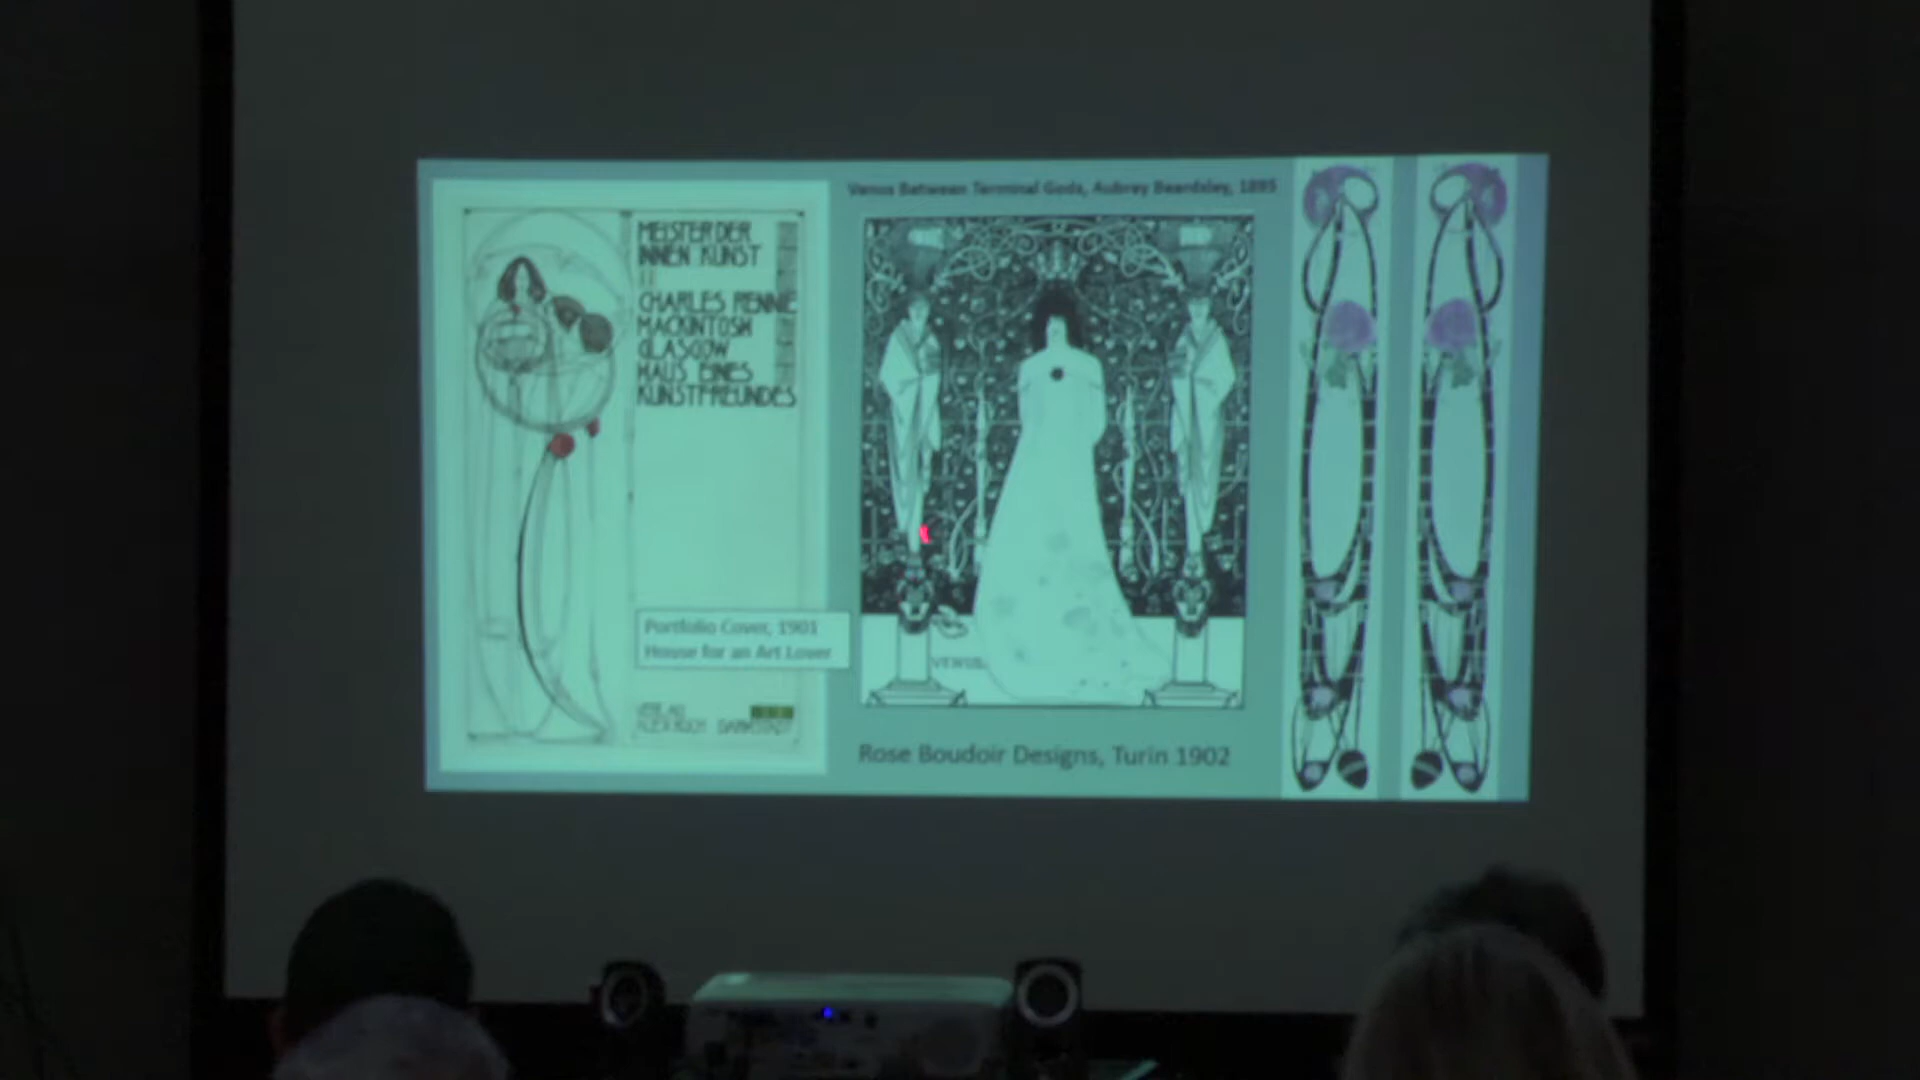 MEISTER DER
INNEN KUNST
II
CHARLES RENNIE
MACKINTOSH
GLASGOW
HAUS EINES
KUNSTFREUNDES
Portfolio Cover, 1901
House for an Art Lover
DARMSTADT
Venus Between Terminal Gods, Aubrey Beardsley, 1895
VENUS
Rose Boudoir Designs, Turin 1902